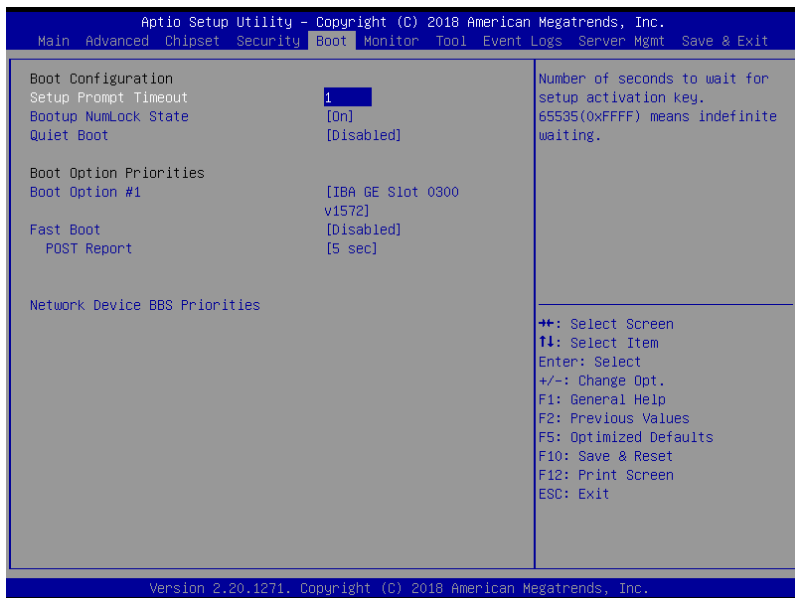 Aptio Setup Utility – Copyright (C) 2018 American Megatrends, Inc.
Main Advanced Chipset Security Boot Monitor Tool Event Logs Server Mgmt Save & Exit
Boot Configuration
Setup Prompt Timeout 1
Bootup NumLock State [On]
Quiet Boot [Disabled]
Boot Option Priorities
Boot Option #1 [IBA GE Slot 0300
v1572]
Fast Boot [Disabled]
POST Report [5 sec]
Network Device BBS Priorities
Number of seconds to wait for
setup activation key.
65535(0xFFFF) means indefinite
waiting.
→←: Select Screen
↑↓: Select Item
Enter: Select
+/-: Change Opt.
F1: General Help
F2: Previous Values
F5: Optimized Defaults
F10: Save & Reset
F12: Print Screen
ESC: Exit
Version 2.20.1271. Copyright (C) 2018 American Megatrends, Inc.